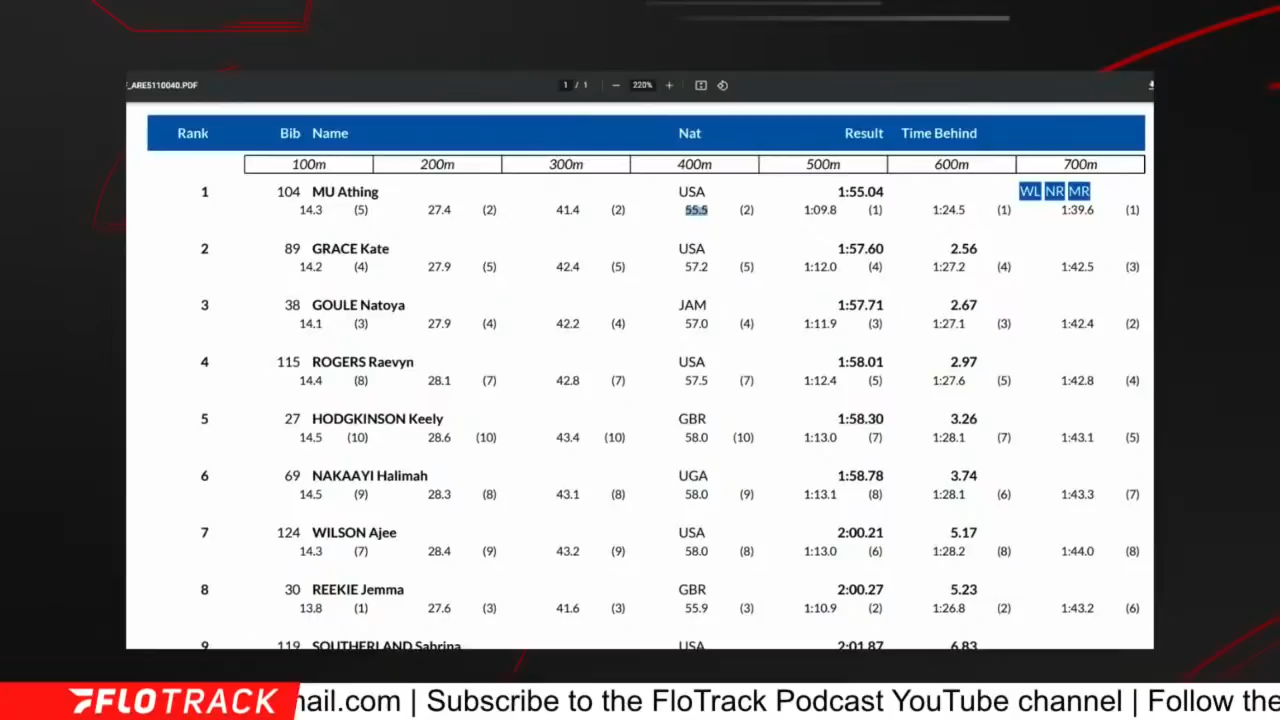 _ARE5110040.PDF 1 / 1 − 220% +
Rank Bib Name Nat Result Time Behind
100m 200m 300m 400m 500m 600m 700m
1 104 MU Athing USA 1:55.04 WL NR MR
14.3 (5) 27.4 (2) 41.4 (2) 55.5 (2) 1:09.8 (1) 1:24.5 (1) 1:39.6 (1)
2 89 GRACE Kate USA 1:57.60 2.56
14.2 (4) 27.9 (5) 42.4 (5) 57.2 (5) 1:12.0 (4) 1:27.2 (4) 1:42.5 (3)
3 38 GOULE Natoya JAM 1:57.71 2.67
14.1 (3) 27.9 (4) 42.2 (4) 57.0 (4) 1:11.9 (3) 1:27.1 (3) 1:42.4 (2)
4 115 ROGERS Raevyn USA 1:58.01 2.97
14.4 (8) 28.1 (7) 42.8 (7) 57.5 (7) 1:12.4 (5) 1:27.6 (5) 1:42.8 (4)
5 27 HODGKINSON Keely GBR 1:58.30 3.26
14.5 (10) 28.6 (10) 43.4 (10) 58.0 (10) 1:13.0 (7) 1:28.1 (7) 1:43.1 (5)
6 69 NAKAAYI Halimah UGA 1:58.78 3.74
14.5 (9) 28.3 (8) 43.1 (8) 58.0 (9) 1:13.1 (8) 1:28.1 (6) 1:43.3 (7)
7 124 WILSON Ajee USA 2:00.21 5.17
14.3 (7) 28.4 (9) 43.2 (9) 58.0 (8) 1:13.0 (6) 1:28.2 (8) 1:44.0 (8)
8 30 REEKIE Jemma GBR 2:00.27 5.23
13.8 (1) 27.6 (3) 41.6 (3) 55.9 (3) 1:10.9 (2) 1:26.8 (2) 1:43.2 (6)
9 119 SOUTHERLAND Sabrina USA 2:01.87 6.83
FLOTRACK nail.com | Subscribe to the FloTrack Podcast YouTube channel | Follow the